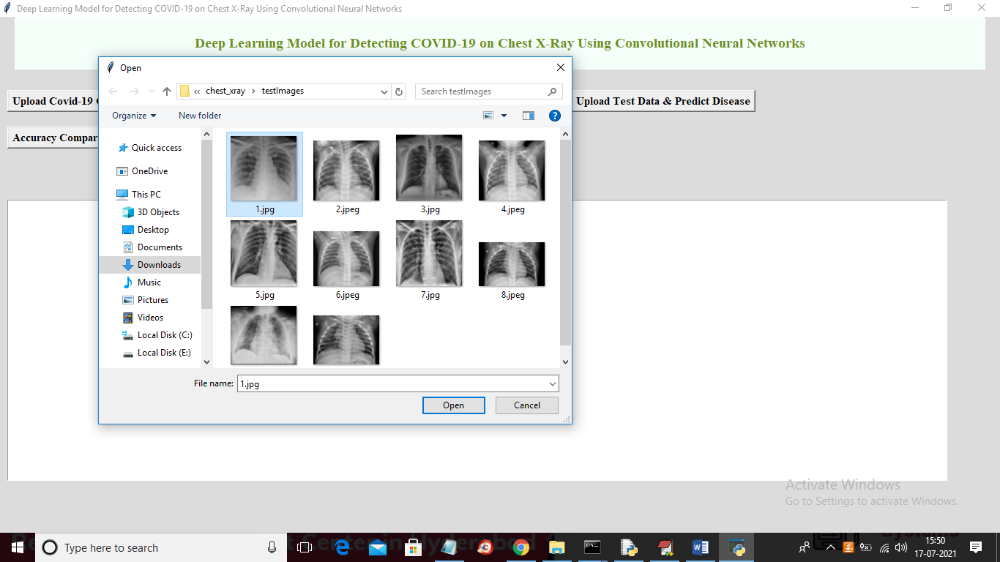 Deep Learning Model for Detecting COVID-19 on Chest X-Ray Using Convolutional Neural Networks
Deep Learning Model for Detecting COVID-19 on Chest X-Ray Using Convolutional Neural Networks
Open
Upload Covid-19
Upload Test Data & Predict Disease
Accuracy Compar
« chest_xray › testImages
Search testImages
Organize
New folder
Quick access
OneDrive
This PC
3D Objects
Desktop
Documents
Downloads
Music
Pictures
Videos
Local Disk (C:)
Local Disk (E:)
1.jpg
2.jpeg
3.jpg
4.jpeg
5.jpg
6.jpeg
7.jpg
8.jpeg
File name: 1.jpg
Open
Cancel
Activate Windows
Go to Settings to activate Windows.
Type here to search
15:50
17-07-2021